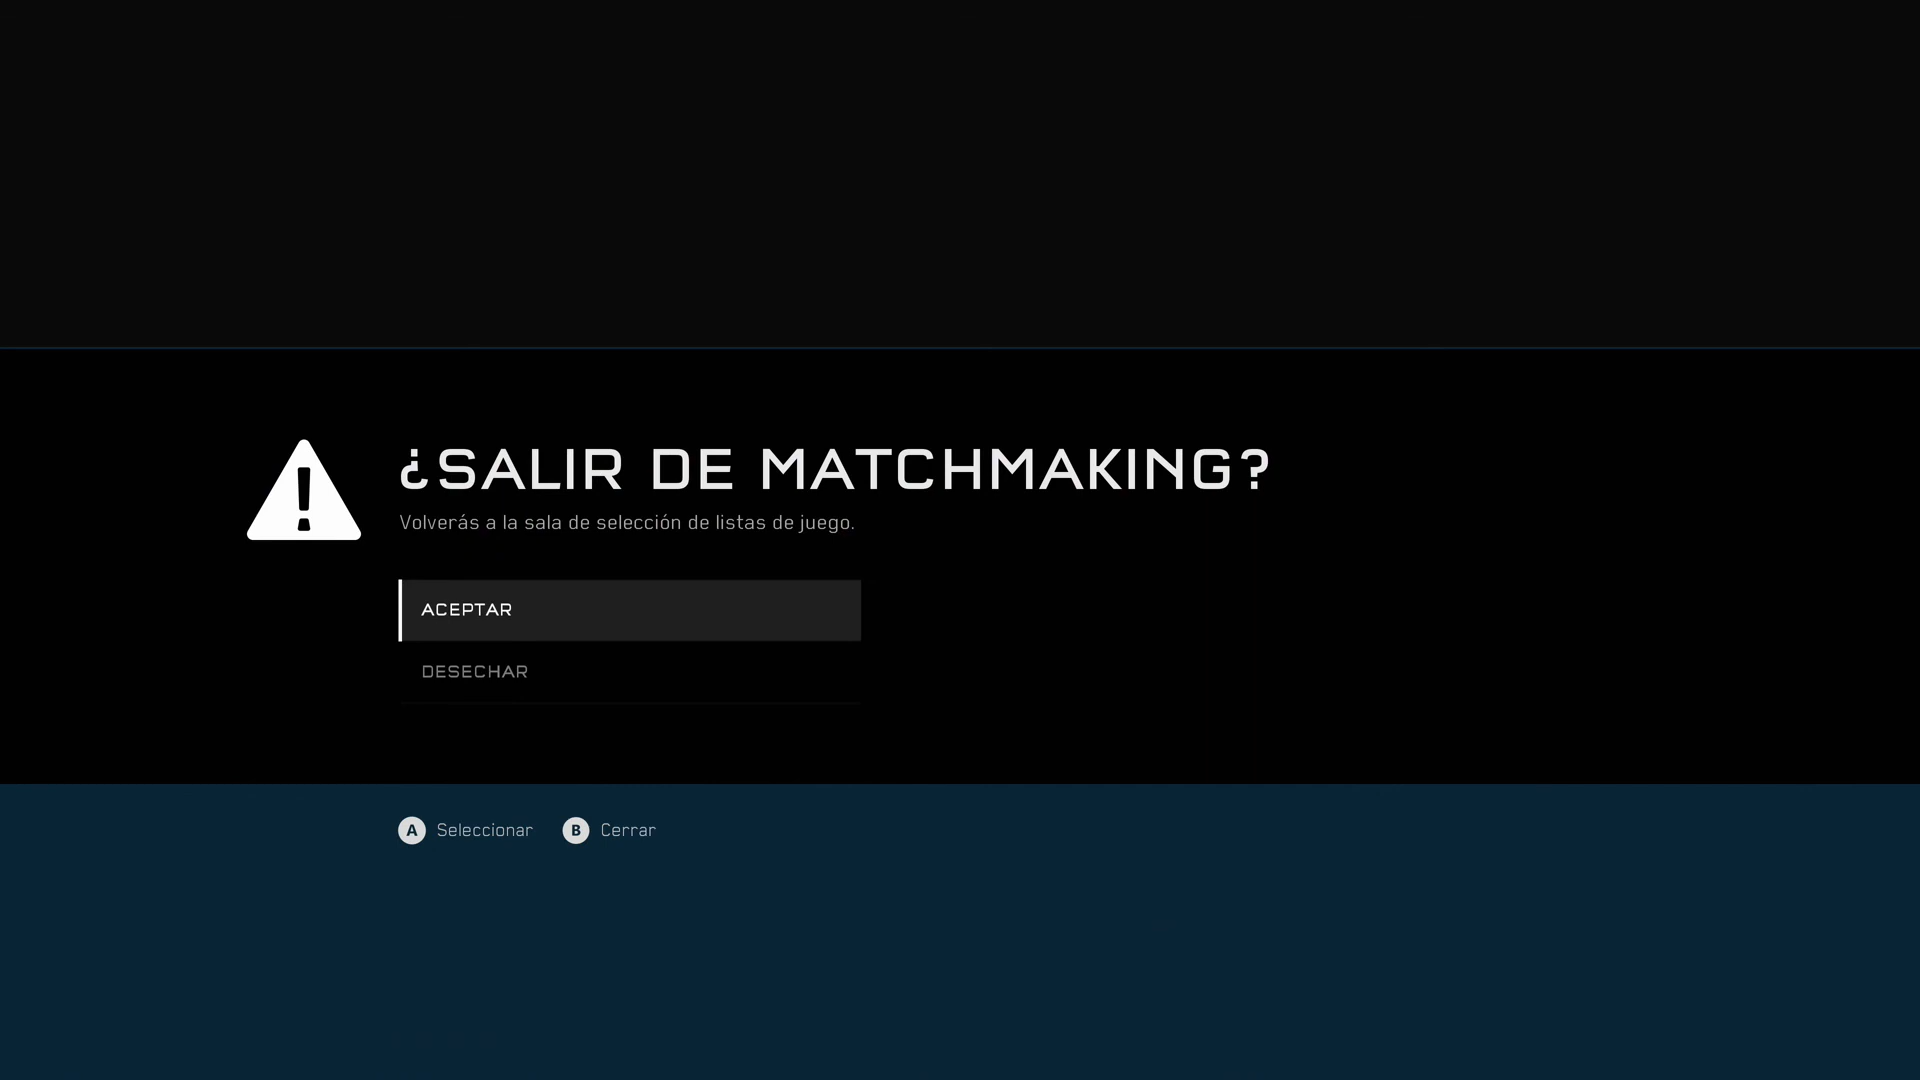 ¿SALIR DE MATCHMAKING?
Volverás a la sala de selección de listas de juego.
ACEPTAR
DESECHAR
A Seleccionar B Cerrar